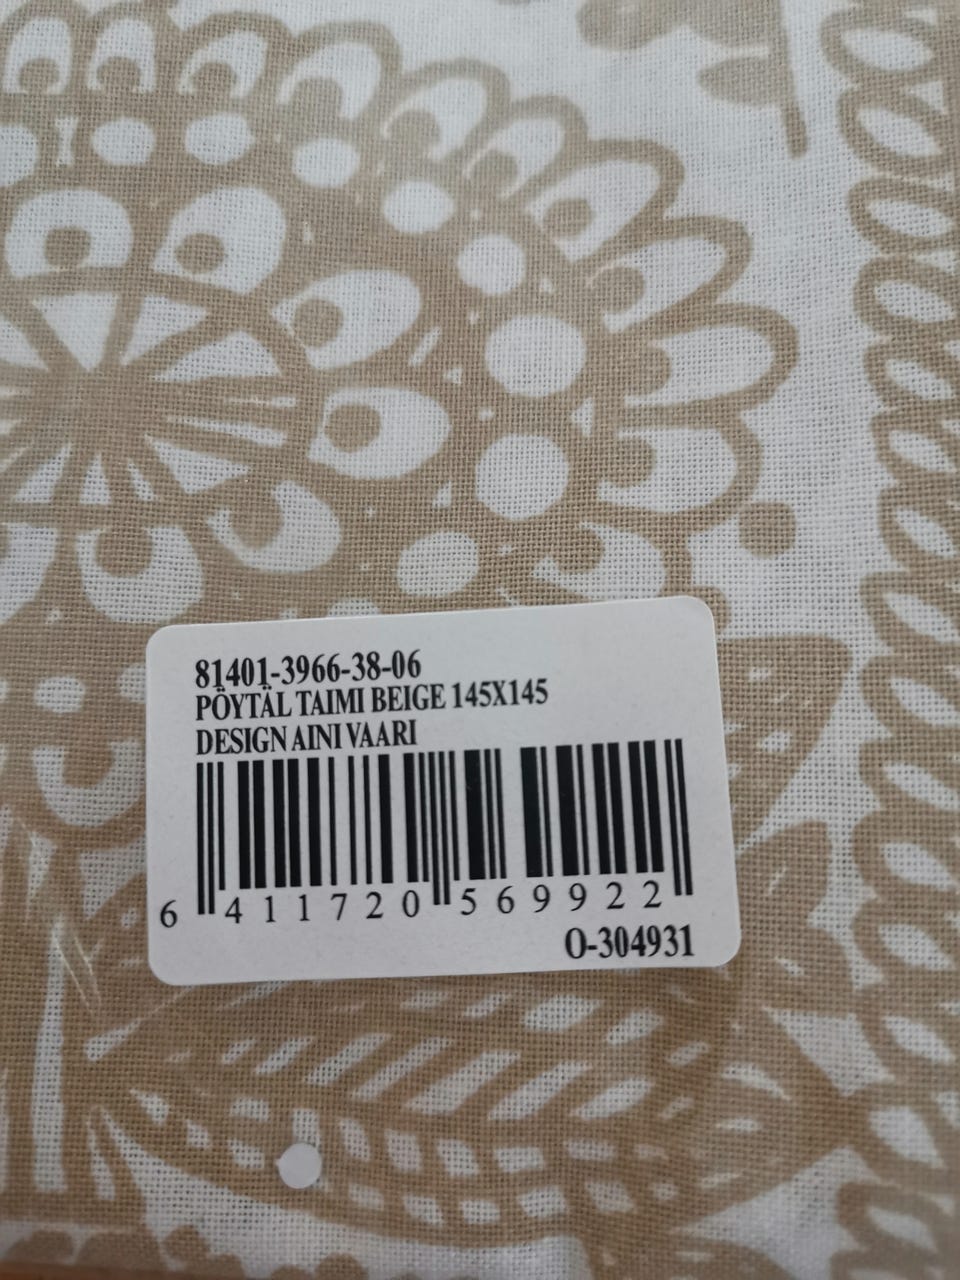 81401-3966-38-06
PÖYTÄL TAIMI BEIGE 145X145
DESIGN AINI VAARI
6 411720 569922
O-304931